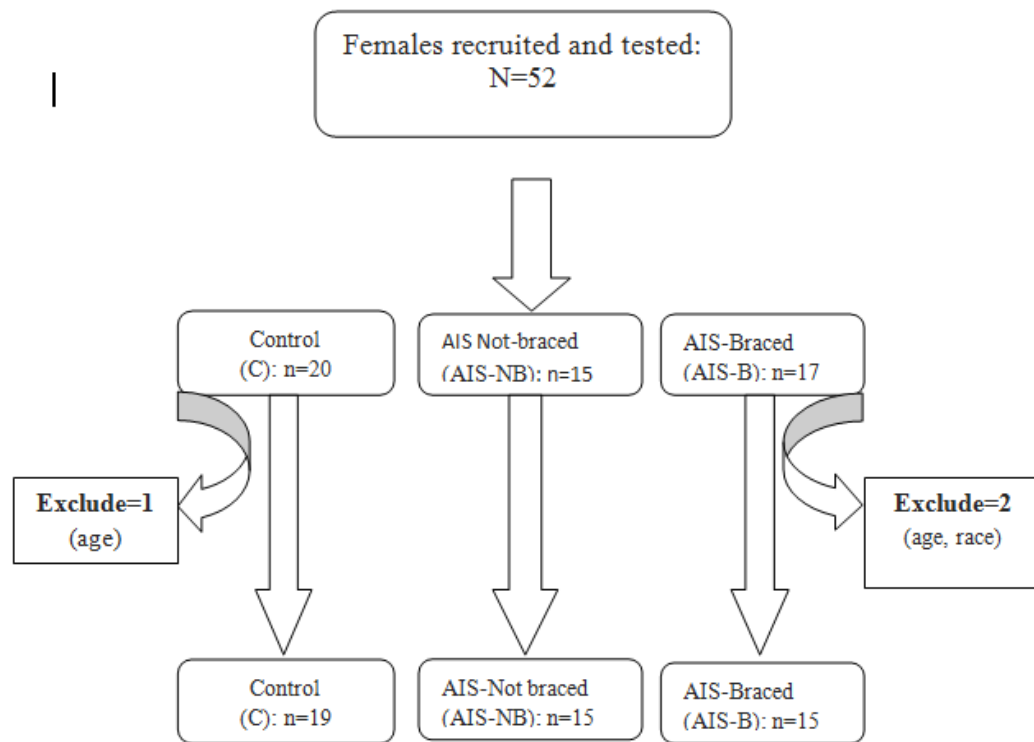 Females recruited and tested:
N=52
Control
(C): n=20
AIS Not-braced
(AIS-NB): n=15
AIS-Braced
(AIS-B): n=17
Exclude=1
(age)
Exclude=2
(age, race)
Control
(C): n=19
AIS-Not braced
(AIS-NB): n=15
AIS-Braced
(AIS-B): n=15